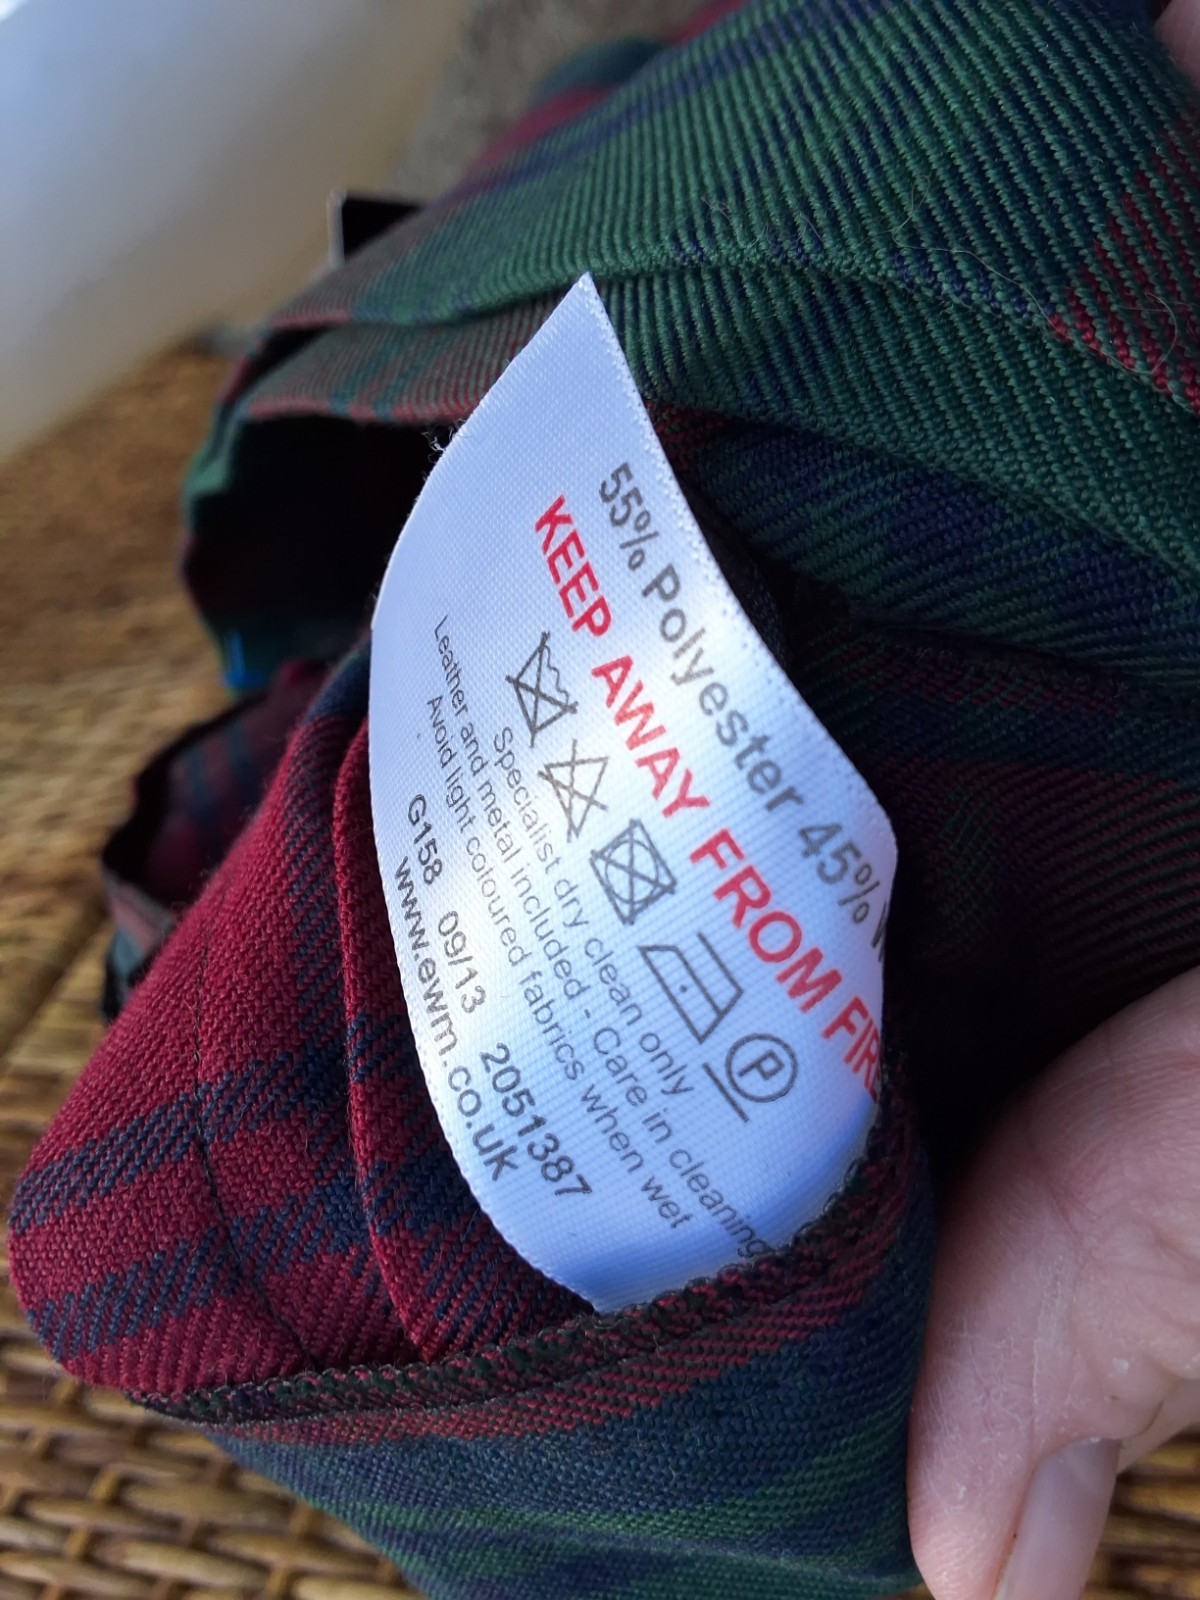 55% Polyester 45%
KEEP AWAY FROM FIRE
P
Specialist dry clean only
Leather and metal included - Care in cleaning
Avoid light coloured fabrics when wet
G158 09/13 2051387
www.ewm.co.uk